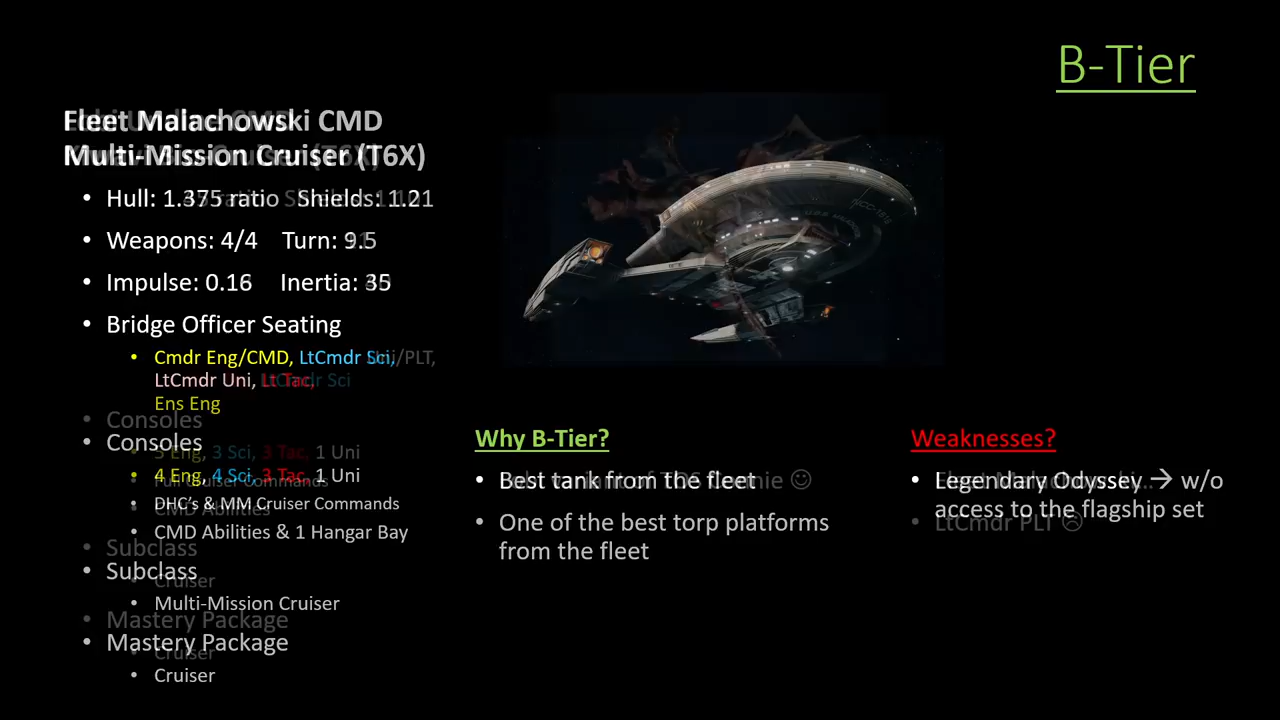 B-Tier
Fleet Malachowski CMD
Multi-Mission Cruiser (T6X)
• Hull: 1.375 ratio Shields: 1.21
• Weapons: 4/4 Turn: 9.5
• Impulse: 0.16 Inertia: 35
• Bridge Officer Seating
• Cmdr Eng/CMD, LtCmdr Sci,
LtCmdr Uni, Lt Tac,
Ens Eng
• Consoles
• 4 Eng, 4 Sci, 3 Tac, 1 Uni
• DHC's & MM Cruiser Commands
• CMD Abilities & 1 Hangar Bay
• Subclass
• Multi-Mission Cruiser
• Mastery Package
• Cruiser
Why B-Tier?
• Best tank from the fleet
• One of the best torp platforms
from the fleet
Weaknesses?
• Legendary Odyssey → w/o
access to the flagship set
• LtCmdr PLT ☹